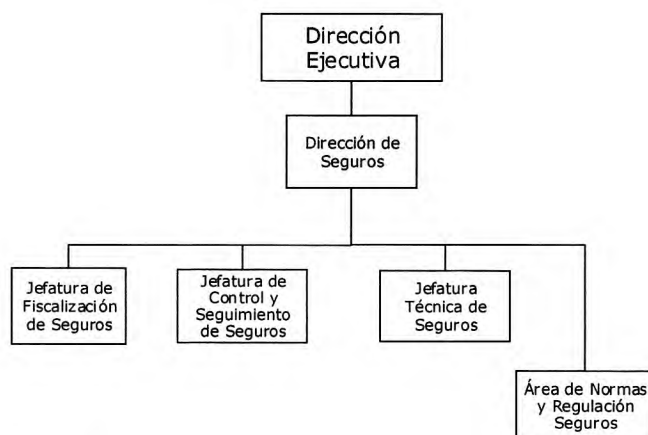 Dirección
Ejecutiva
Dirección de
Seguros
Jefatura de
Fiscalización
de Seguros
Jefatura de
Control y
Seguimiento
de Seguros
Jefatura
Técnica de
Seguros
Área de Normas
y Regulación
Seguros